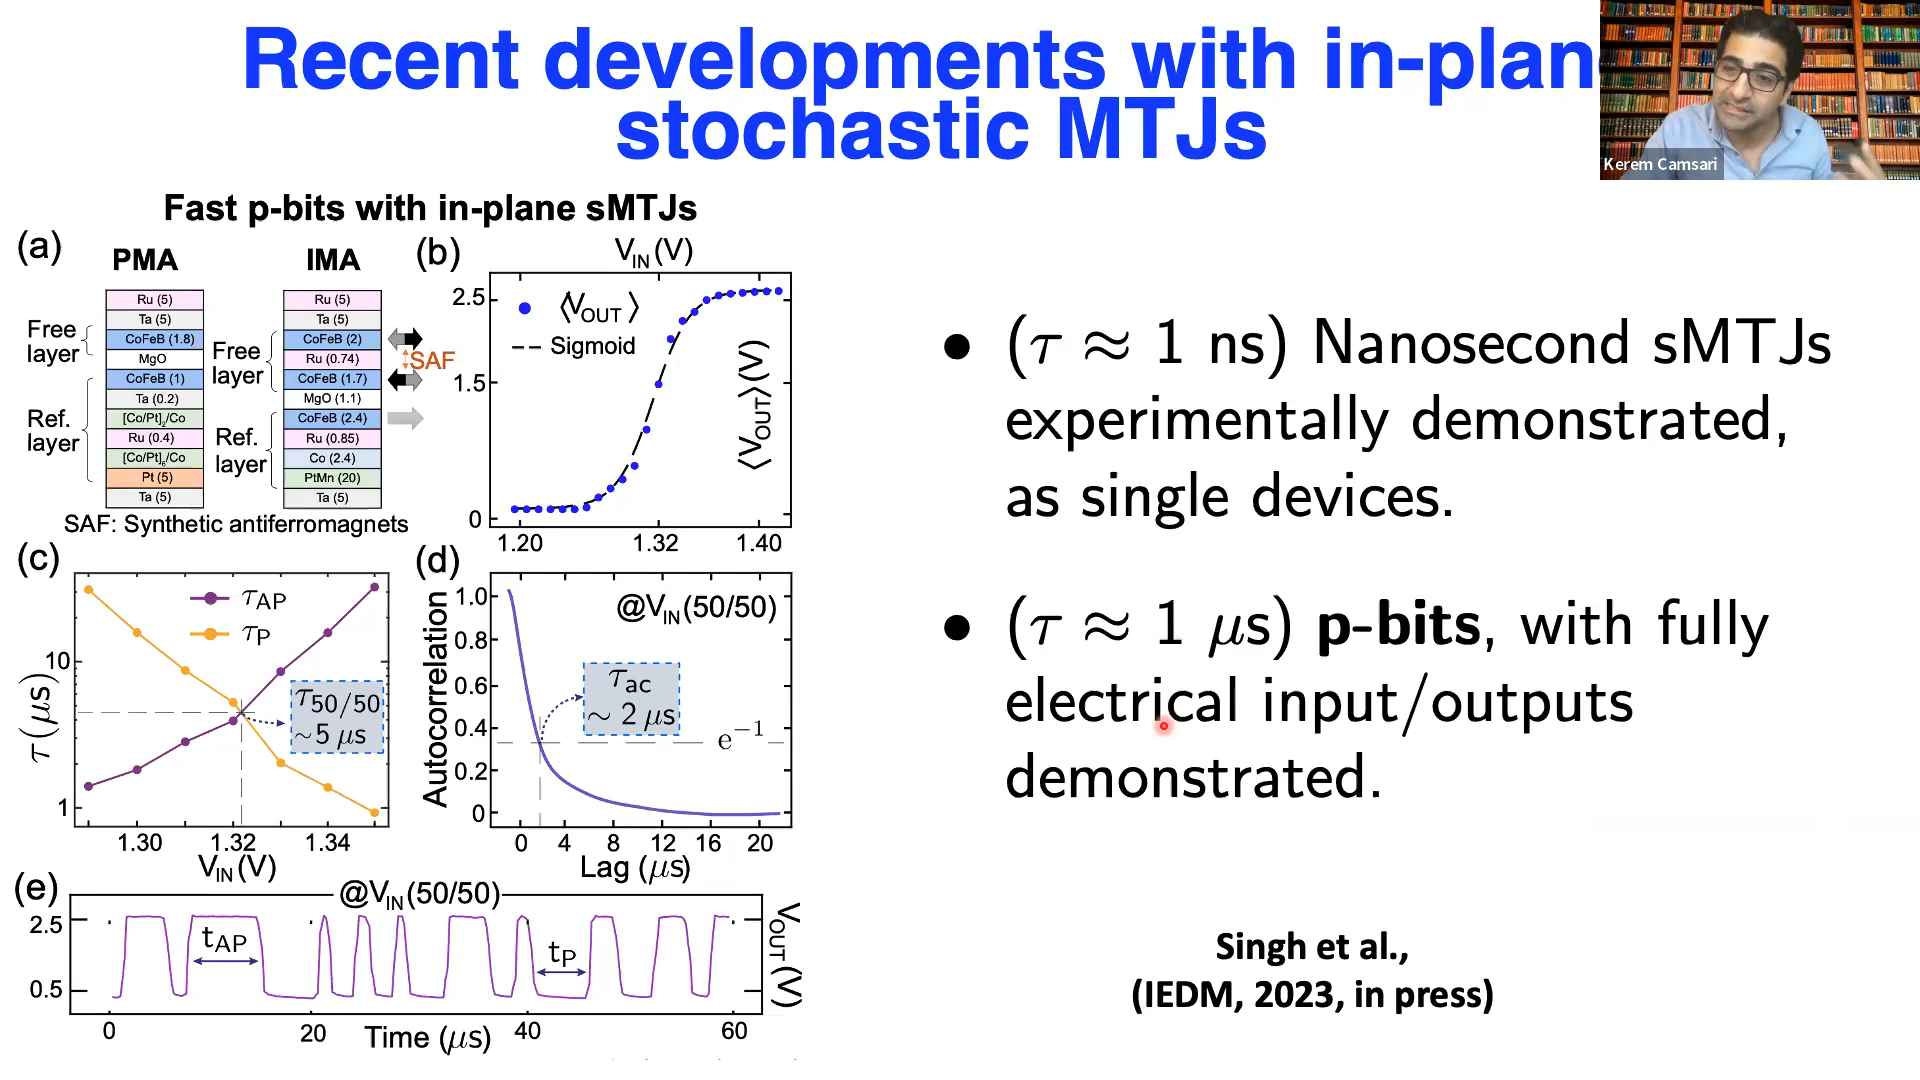 Recent developments with in-plan
stochastic MTJs
Kerem Camsari
Fast p-bits with in-plane sMTJs
(a)
PMA
IMA
Ru (5)
Ta (5)
CoFeB (1.8)
MgO
CoFeB (1)
Ta (0.2)
[Co/Pt]2/Co
Ru (0.4)
[Co/Pt]6/Co
Pt (5)
Ta (5)
Free
layer
Ref.
layer
Ru (5)
Ta (5)
CoFeB (2)
Ru (0.74)
CoFeB (1.7)
MgO (1.1)
CoFeB (2.4)
Ru (0.85)
Co (2.4)
PtMn (20)
Ta (5)
Free
layer
Ref.
layer
SAF
SAF: Synthetic antiferromagnets
(b)
VIN (V)
2.5
1.5
0
⟨VOUT⟩
Sigmoid
⟨VOUT⟩(V)
1.20
1.32
1.40
(c)
τAP
τP
τ (μs)
10
1
τ50/50
~5 μs
1.30
1.32
1.34
VIN (V)
(d)
Autocorrelation
1.0
0.8
0.6
0.4
0.2
0
@VIN (50/50)
τac
~ 2 μs
e−1
0 4 8 12 16 20
Lag (μs)
(e)
@VIN (50/50)
2.5
0.5
tAP
tP
VOUT (V)
0
20
40
60
Time (μs)
• (τ ≈ 1 ns) Nanosecond sMTJs
experimentally demonstrated,
as single devices.
• (τ ≈ 1 μs) p-bits, with fully
electrical input/outputs
demonstrated.
Singh et al.,
(IEDM, 2023, in press)